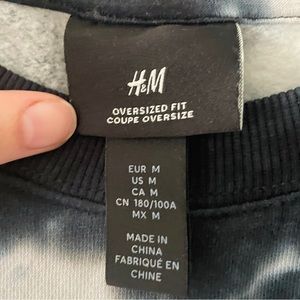 H&M
OVERSIZED FIT
COUPE OVERSIZE
EUR M
US M
CA M
CN 180/100A
MX M
MADE IN
CHINA
FABRIQUÉ EN
CHINE